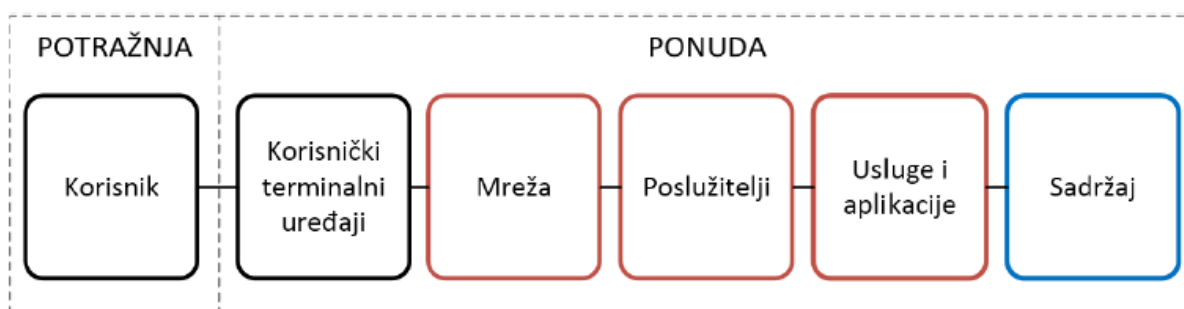 POTRAŽNJA
PONUDA
Korisnik
Korisnički
terminalni
uređaji
Mreža
Poslužitelji
Usluge i
aplikacije
Sadržaj